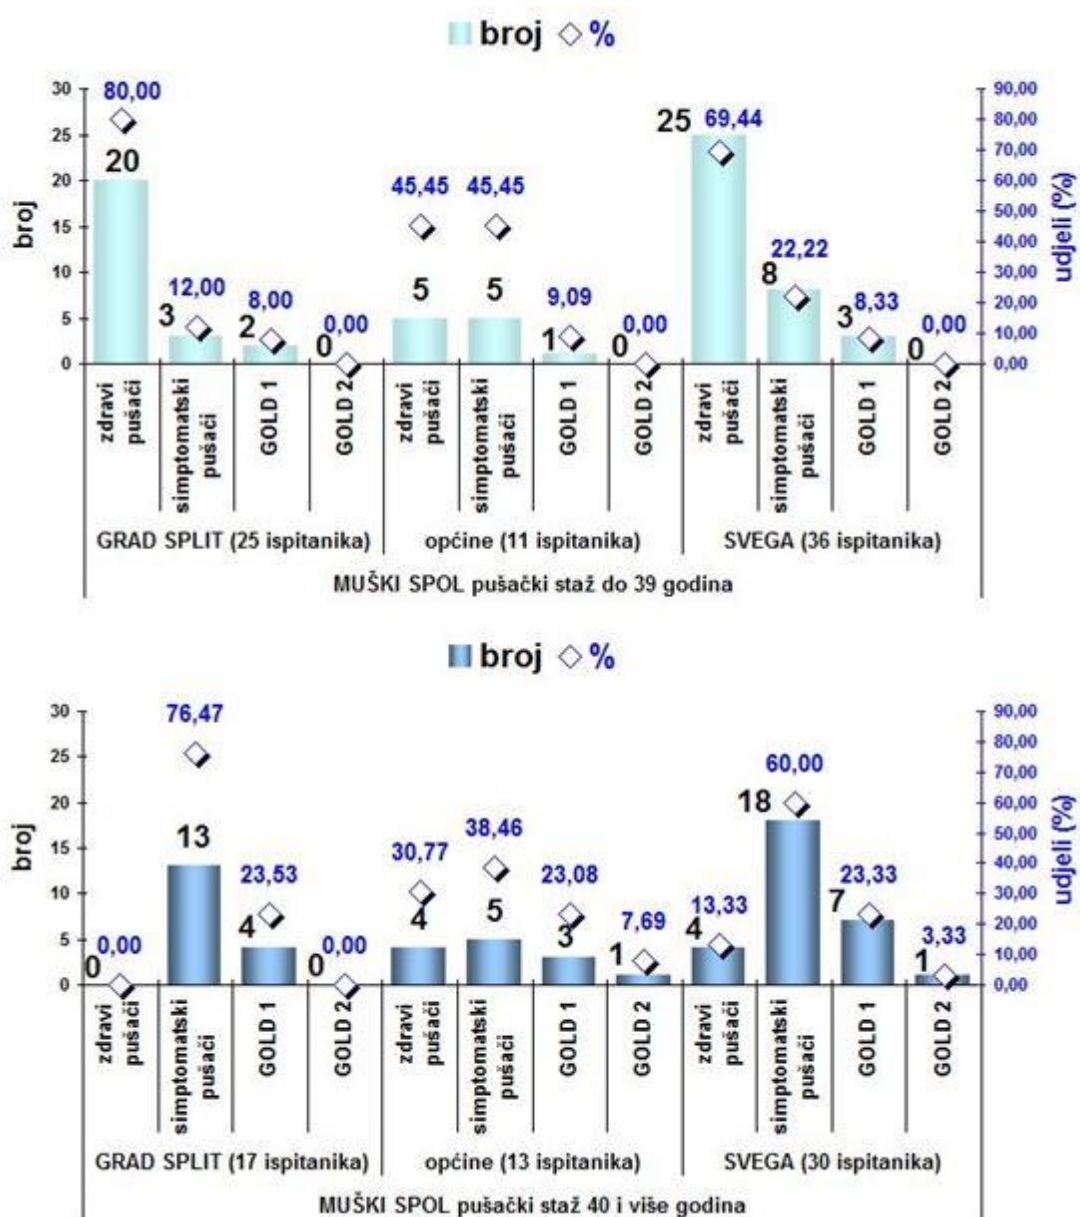 broj %
30
25
20
15
10
5
0
broj
90,00
80,00
70,00
60,00
50,00
40,00
30,00
20,00
10,00
0,00
udjeli (%)
80,00
20
12,00
3
8,00
2
0,00
0
45,45
5
45,45
5
9,09
1
0,00
0
69,44
25
22,22
8
8,33
3
0,00
0
zdravi pušači
simptomatski pušači
GOLD 1
GOLD 2
zdravi pušači
simptomatski pušači
GOLD 1
GOLD 2
zdravi pušači
simptomatski pušači
GOLD 1
GOLD 2
GRAD SPLIT (25 ispitanika)
općine (11 ispitanika)
SVEGA (36 ispitanika)
MUŠKI SPOL pušački staž do 39 godina
broj %
30
25
20
15
10
5
0
broj
90,00
80,00
70,00
60,00
50,00
40,00
30,00
20,00
10,00
0,00
udjeli (%)
0,00
0
76,47
13
23,53
4
0,00
0
30,77
4
38,46
5
23,08
3
7,69
1
13,33
4
60,00
18
23,33
7
3,33
1
zdravi pušači
simptomatski pušači
GOLD 1
GOLD 2
zdravi pušači
simptomatski pušači
GOLD 1
GOLD 2
zdravi pušači
simptomatski pušači
GOLD 1
GOLD 2
GRAD SPLIT (17 ispitanika)
općine (13 ispitanika)
SVEGA (30 ispitanika)
MUŠKI SPOL pušački staž 40 i više godina